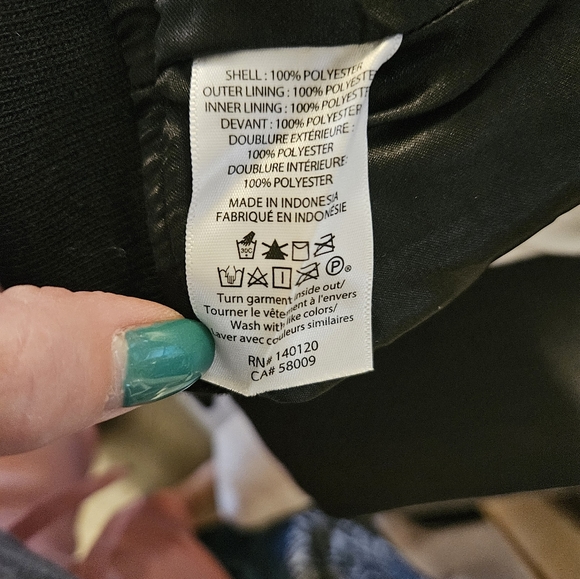 SHELL : 100% POLYESTER
OUTER LINING : 100% POLYESTER
INNER LINING : 100% POLYESTER
DEVANT : 100% POLYESTER
DOUBLURE EXTÉRIEURE :
100% POLYESTER
DOUBLURE INTÉRIEURE:
100% POLYESTER
MADE IN INDONESIA
FABRIQUÉ EN INDONÉSIE
30C
P ®
Turn garment inside out/
Tourner le vêtement à l'envers
Wash with like colors/
Laver avec couleurs similaires
RN# 140120
CA# 58009